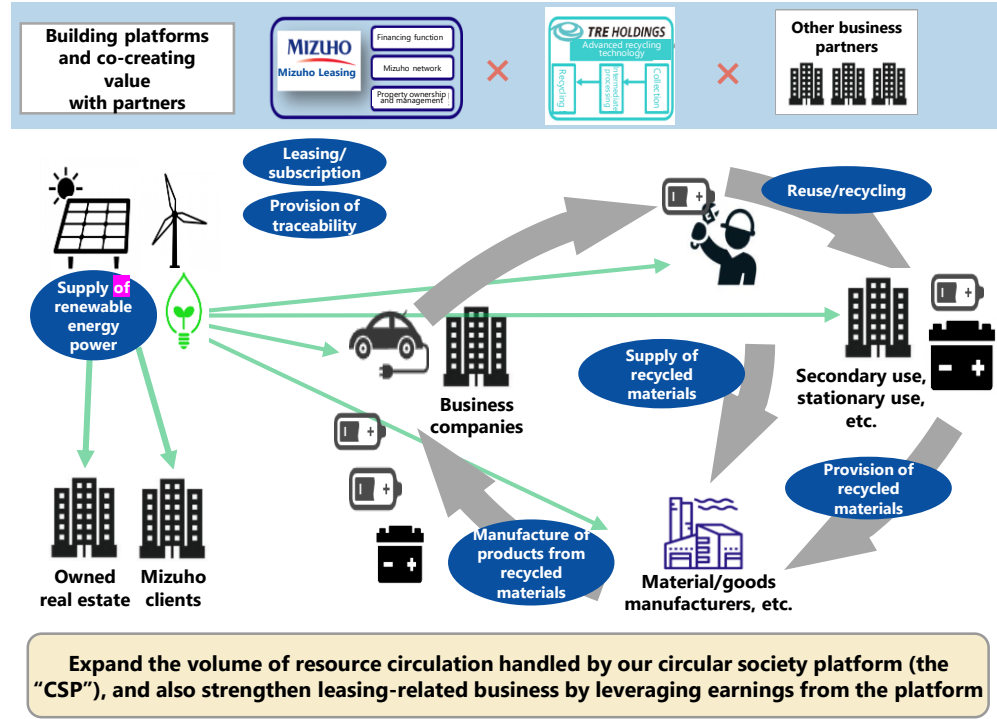 Building platforms
and co-creating
value
with partners
MIZUHO
Mizuho Leasing
Financing function
Mizuho network
Property ownership
and management
TRE HOLDINGS
Advanced recycling
technology
Recycling
Intermediate
processing
Collection
Other business
partners
Leasing/
subscription
Provision of
traceability
Reuse/recycling
Supply of
renewable
energy
power
Business
companies
Supply of
recycled
materials
Secondary use,
stationary use,
etc.
Provision of
recycled
materials
Manufacture of
products from
recycled
materials
Material/goods
manufacturers, etc.
Owned
real estate
Mizuho
clients
Expand the volume of resource circulation handled by our circular society platform (the
“CSP”), and also strengthen leasing-related business by leveraging earnings from the platform